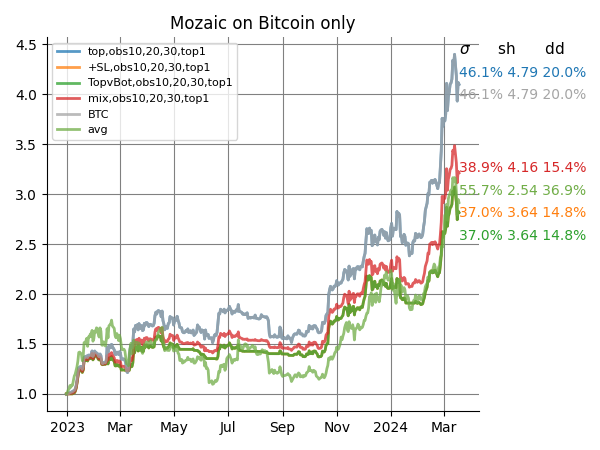 Mozaic on Bitcoin only
σ sh dd
top,obs10,20,30,top1
+SL,obs10,20,30,top1
TopvBot,obs10,20,30,top1
mix,obs10,20,30,top1
BTC
avg
46.1% 4.79 20.0%
46.1% 4.79 20.0%
38.9% 4.16 15.4%
55.7% 2.54 36.9%
37.0% 3.64 14.8%
37.0% 3.64 14.8%
4.5
4.0
3.5
3.0
2.5
2.0
1.5
1.0
2023 Mar May Jul Sep Nov 2024 Mar